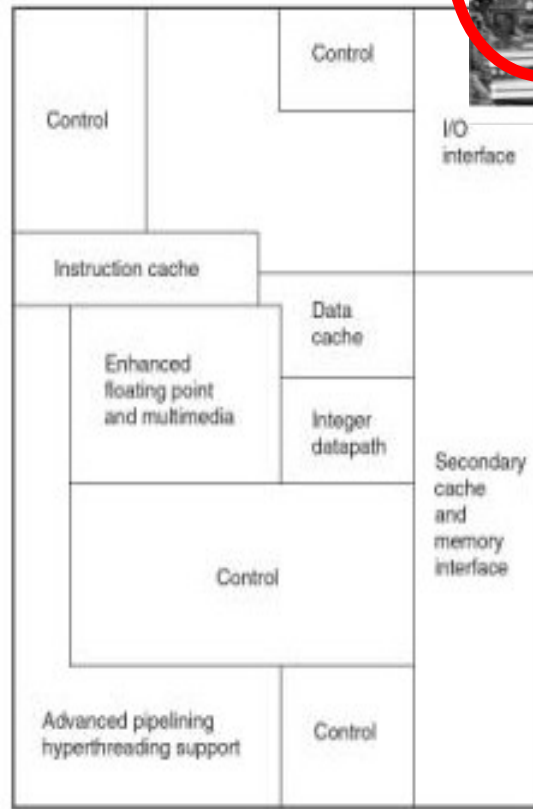 Control
Control
I/O
interface
Instruction cache
Data
cache
Enhanced
floating point
and multimedia
Integer
datapath
Secondary
cache
and
memory
interface
Control
Advanced pipelining
hyperthreading support
Control